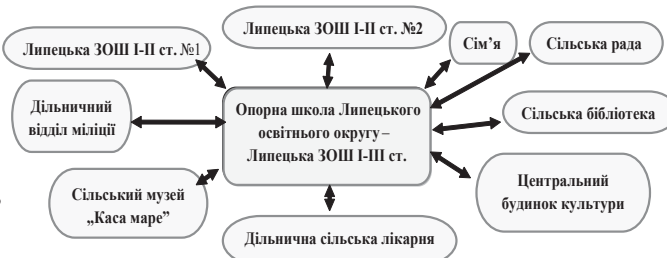 Липецька ЗОШ І-ІІ ст. №1
Липецька ЗОШ І-ІІ ст. №2
Сім’я
Сільська рада
Дільничний
відділ міліції
Опорна школа Липецького
освітнього округу –
Липецька ЗОШ І-ІІІ ст.
Сільська бібліотека
Сільський музей
„Каса маре”
Центральний
будинок культури
Дільнична сільська лікарня